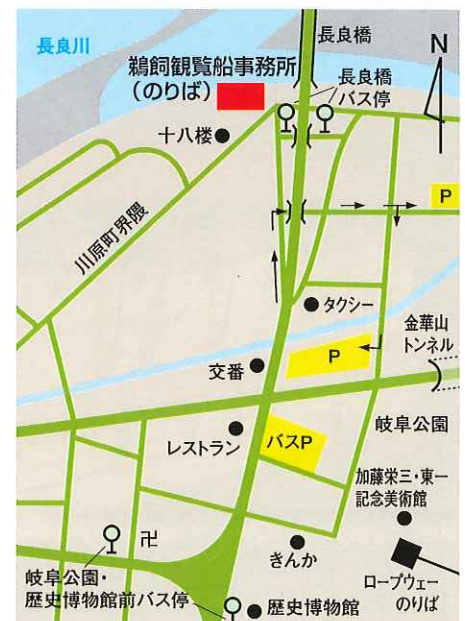 長良川
長良橋
N
鵜飼観覧船事務所
(のりば)
長良橋
バス停
十八楼
P
川原町界隈
タクシー
金華山
トンネル
P
交番
岐阜公園
レストラン
バスP
加藤栄三・東一
記念美術館
卍
きんか
岐阜公園・
歴史博物館前バス停
歴史博物館
ロープウェー
のりば